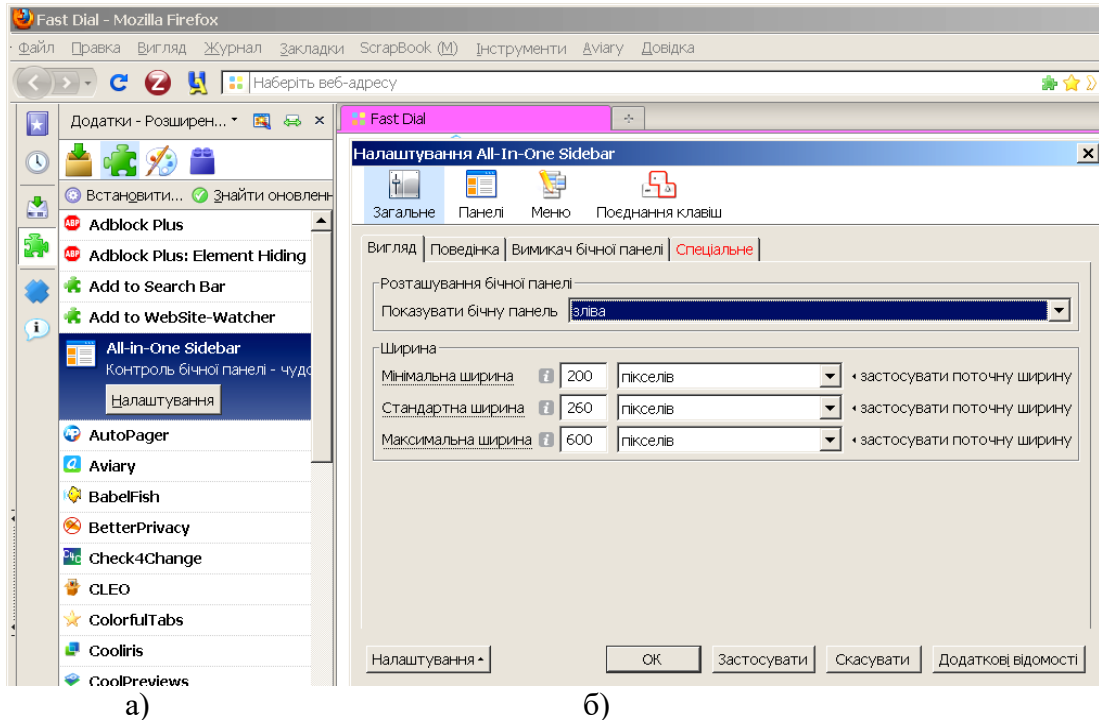 Fast Dial - Mozilla Firefox
Файл Правка Вигляд Журнал Закладки ScrapBook (M) Інструменти Aviary Довідка
Наберіть веб-адресу
Додатки - Розширен...
Встановити... Знайти оновленн
Adblock Plus
Adblock Plus: Element Hiding
Add to Search Bar
Add to WebSite-Watcher
All-in-One Sidebar
Контроль бічної панелі - чудо
Налаштування
AutoPager
Aviary
BabelFish
BetterPrivacy
Check4Change
CLEO
ColorfulTabs
Cooliris
CoolPreviews
Fast Dial
Налаштування All-In-One Sidebar
Загальне Панелі Меню Поєднання клавіш
Вигляд Поведінка Вимикач бічної панелі Спеціальне
Розташування бічної панелі
Показувати бічну панель зліва
Ширина
Мінімальна ширина 200 пікселів застосувати поточну ширину
Стандартна ширина 260 пікселів застосувати поточну ширину
Максимальна ширина 600 пікселів застосувати поточну ширину
Налаштування OK Застосувати Скасувати Додаткові відомості
а) б)